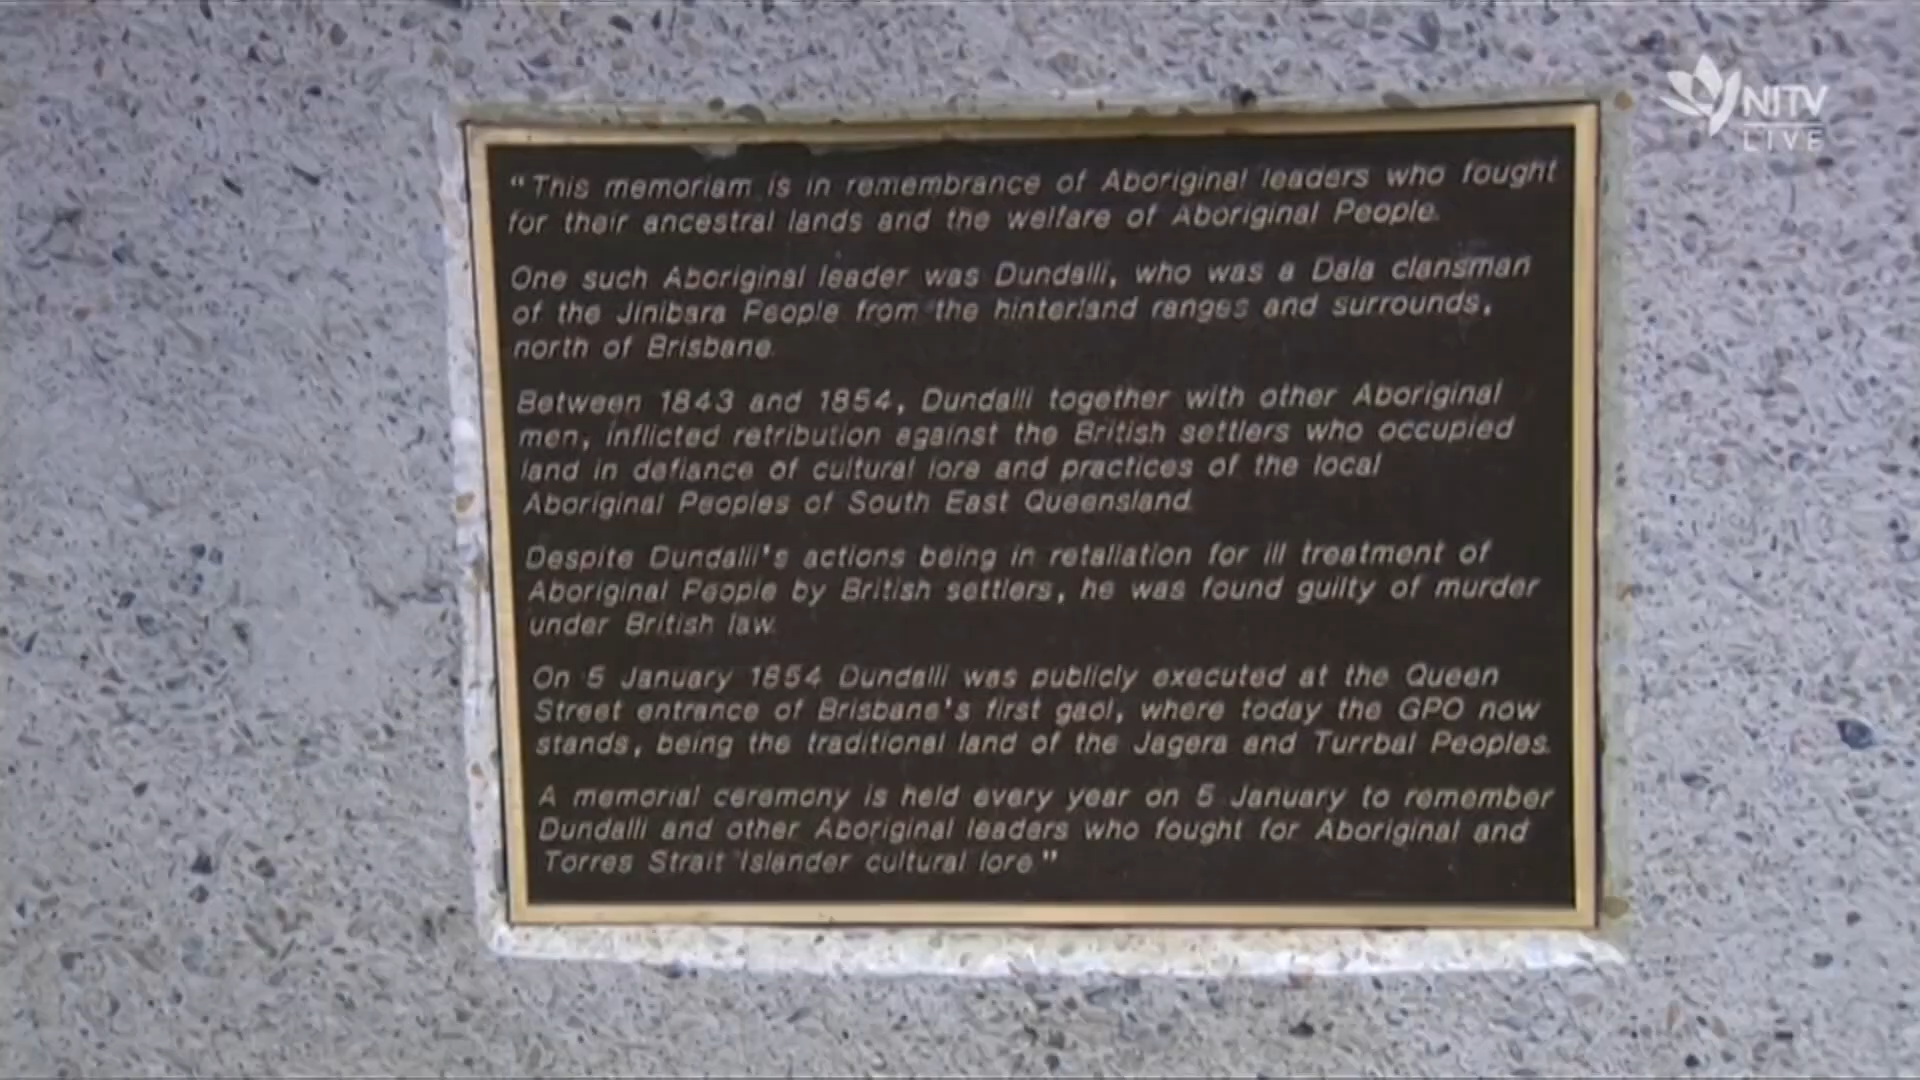 NITV
LIVE
"This memoriam is in remembrance of Aboriginal leaders who fought
for their ancestral lands and the welfare of Aboriginal People.
One such Aboriginal leader was Dundalli, who was a Dala clansman
of the Jinibara People from the hinterland ranges and surrounds,
north of Brisbane.
Between 1843 and 1854, Dundalli together with other Aboriginal
men, inflicted retribution against the British settlers who occupied
land in defiance of cultural lore and practices of the local
Aboriginal Peoples of South East Queensland.
Despite Dundalli's actions being in retaliation for ill treatment of
Aboriginal People by British settlers, he was found guilty of murder
under British law.
On 5 January 1854 Dundalli was publicly executed at the Queen
Street entrance of Brisbane's first gaol, where today the GPO now
stands, being the traditional land of the Jagera and Turrbal Peoples.
A memorial ceremony is held every year on 5 January to remember
Dundalli and other Aboriginal leaders who fought for Aboriginal and
Torres Strait Islander cultural lore"